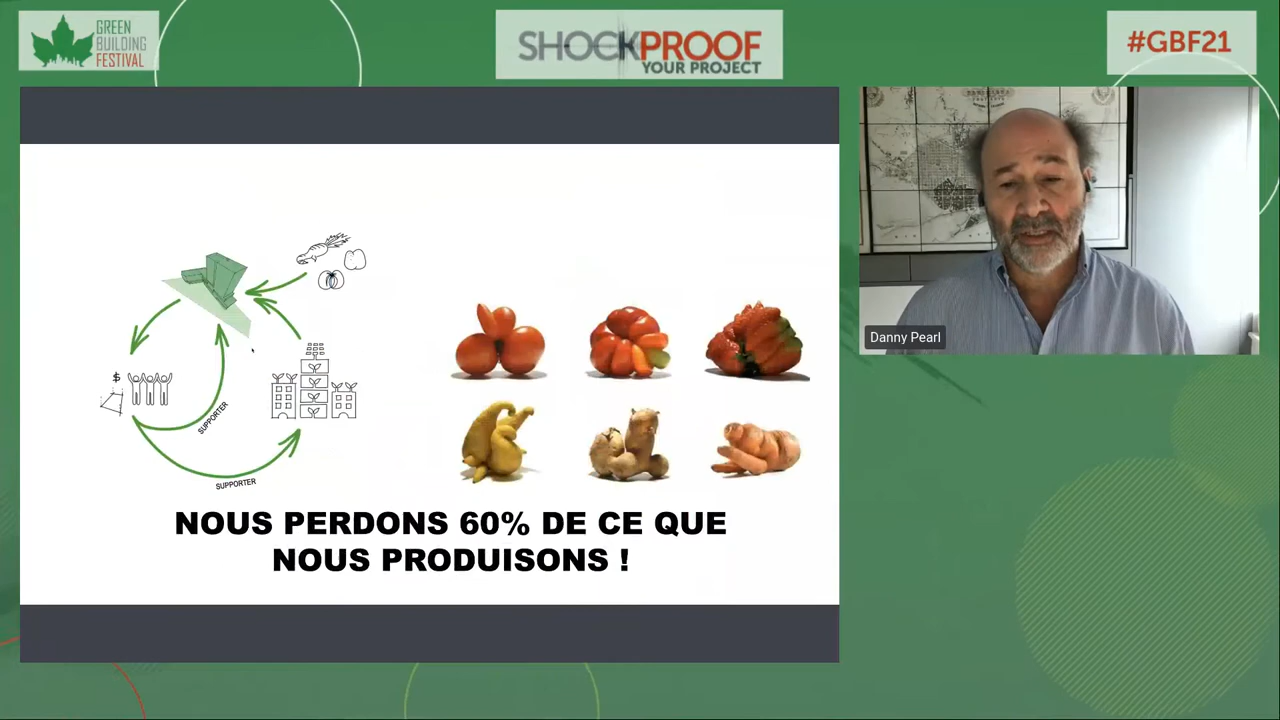 GREEN
BUILDING
FESTIVAL
SHOCKPROOF
YOUR PROJECT
#GBF21
Danny Pearl
$
SUPPORTER
SUPPORTER
NOUS PERDONS 60% DE CE QUE
NOUS PRODUISONS !